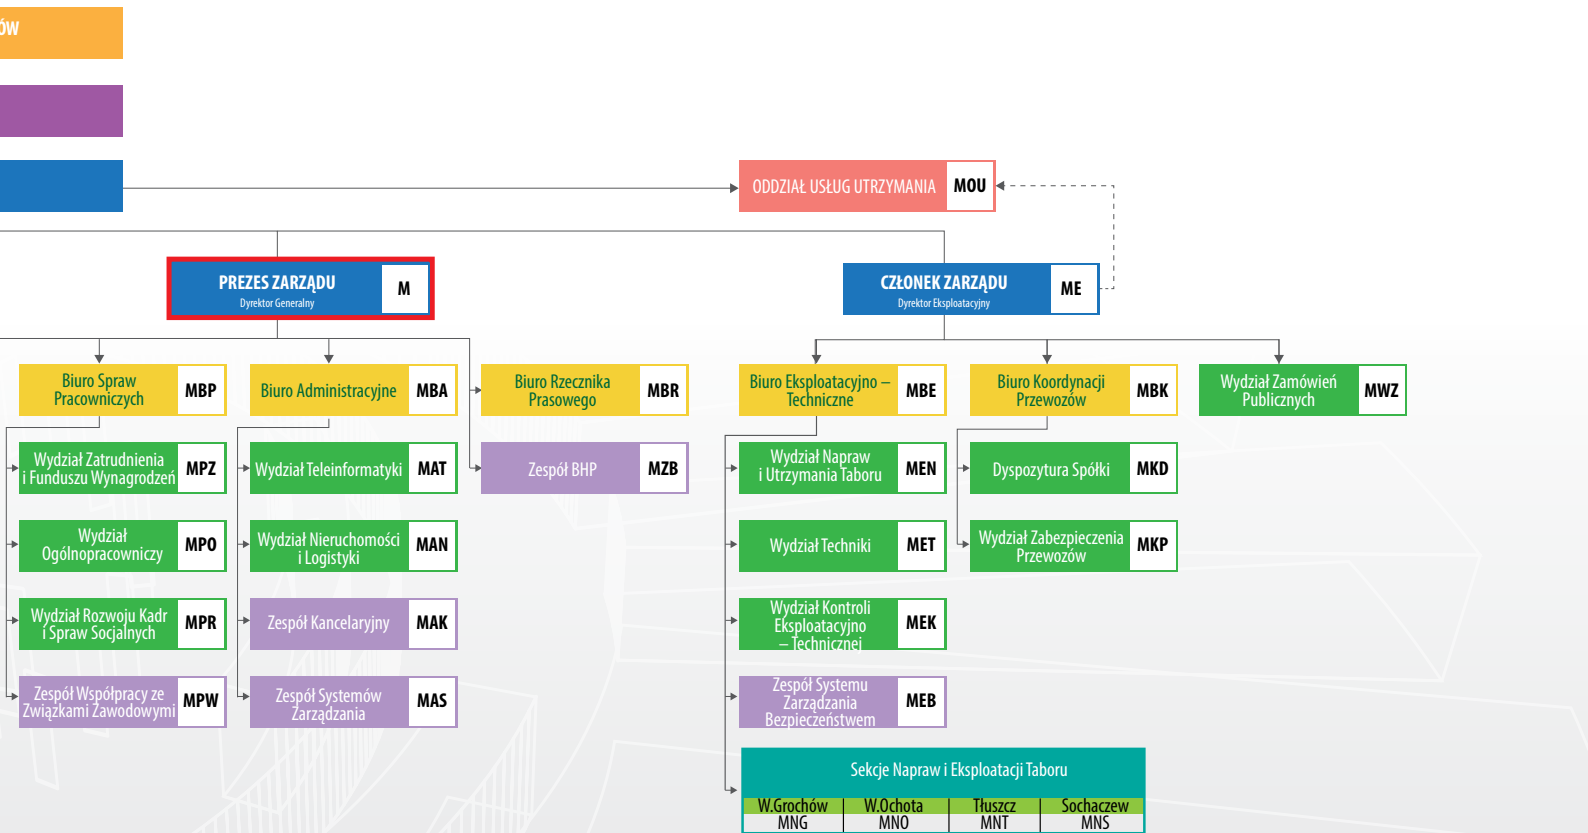 ÓW
ODDZIAŁ USŁUG UTRZYMANIA MOU
PREZES ZARZĄDU
Dyrektor Generalny
M
CZŁONEK ZARZĄDU
Dyrektor Eksploatacyjny
ME
Biuro Spraw
Pracowniczych
MBP
Biuro Administracyjne MBA
Biuro Rzecznika
Prasowego
MBR
Biuro Eksploatacyjno –
Techniczne
MBE
Biuro Koordynacji
Przewozów
MBK
Wydział Zamówień
Publicznych
MWZ
Wydział Zatrudnienia
i Funduszu Wynagrodzeń
MPZ
Wydział Teleinformatyki MAT
Zespół BHP MZB
Wydział Napraw
i Utrzymania Taboru
MEN
Dyspozytura Spółki MKD
Wydział
Ogólnopracowniczy
MPO
Wydział Nieruchomości
i Logistyki
MAN
Wydział Techniki MET
Wydział Zabezpieczenia
Przewozów
MKP
Wydział Rozwoju Kadr
i Spraw Socjalnych
MPR
Zespół Kancelaryjny MAK
Wydział Kontroli
Eksploatacyjno
– Technicznej
MEK
Zespół Współpracy ze
Związkami Zawodowymi
MPW
Zespół Systemów
Zarządzania
MAS
Zespół Systemu
Zarządzania
Bezpieczeństwem
MEB
Sekcje Napraw i Eksploatacji Taboru
W.Grochów W.Ochota Tłuszcz Sochaczew
MNG MNO MNT MNS